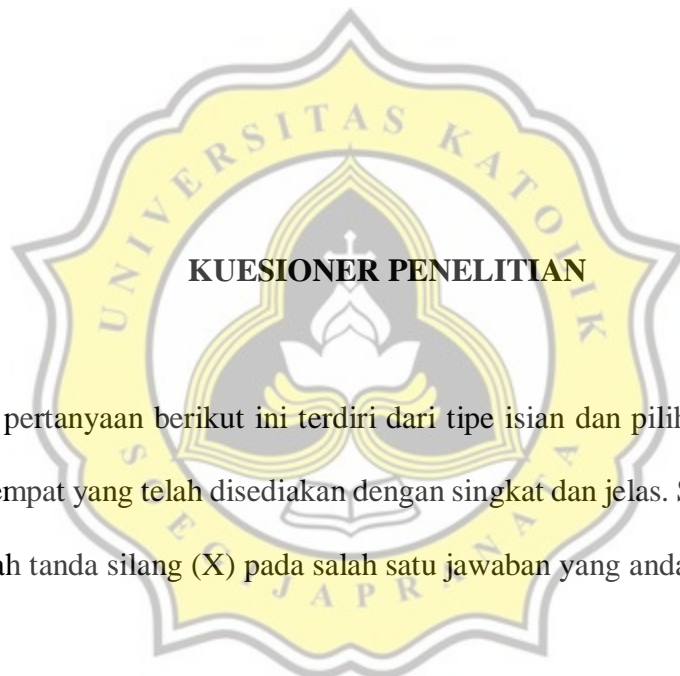 UNIVERSITAS KATOLIK
KUESIONER PENELITIAN
pertanyaan berikut ini terdiri dari tipe isian dan pilih
empat yang telah disediakan dengan singkat dan jelas. S
ah tanda silang (X) pada salah satu jawaban yang anda
SOEGIJAPRANATA